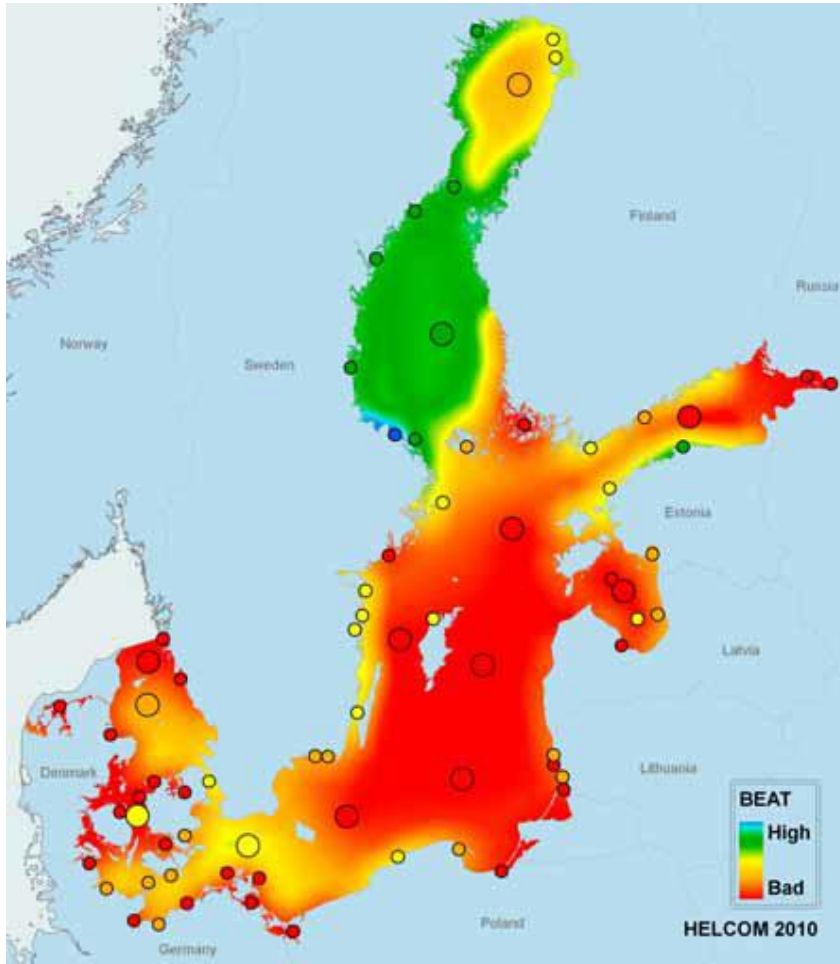 Finland
Russia
Norway
Sweden
Estonia
Latvia
Denmark
Lithuania
BEAT
High
Bad
Poland
HELCOM 2010
Germany